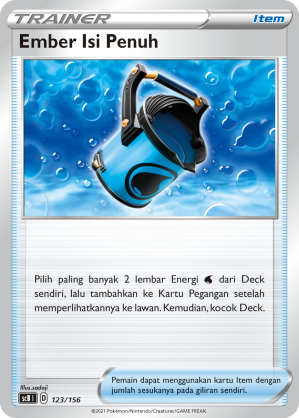 TRAINER Item
Ember Isi Penuh
Pilih paling banyak 2 lembar Energi dari Deck
sendiri, lalu tambahkan ke Kartu Pegangan setelah
memperlihatkannya ke lawan. Kemudian, kocok Deck.
Illus.sadaji
sc3 I D 123/156
Pemain dapat menggunakan kartu Item dengan
jumlah sesukanya pada giliran sendiri.
©2021 Pokémon/Nintendo/Creatures/GAME FREAK.